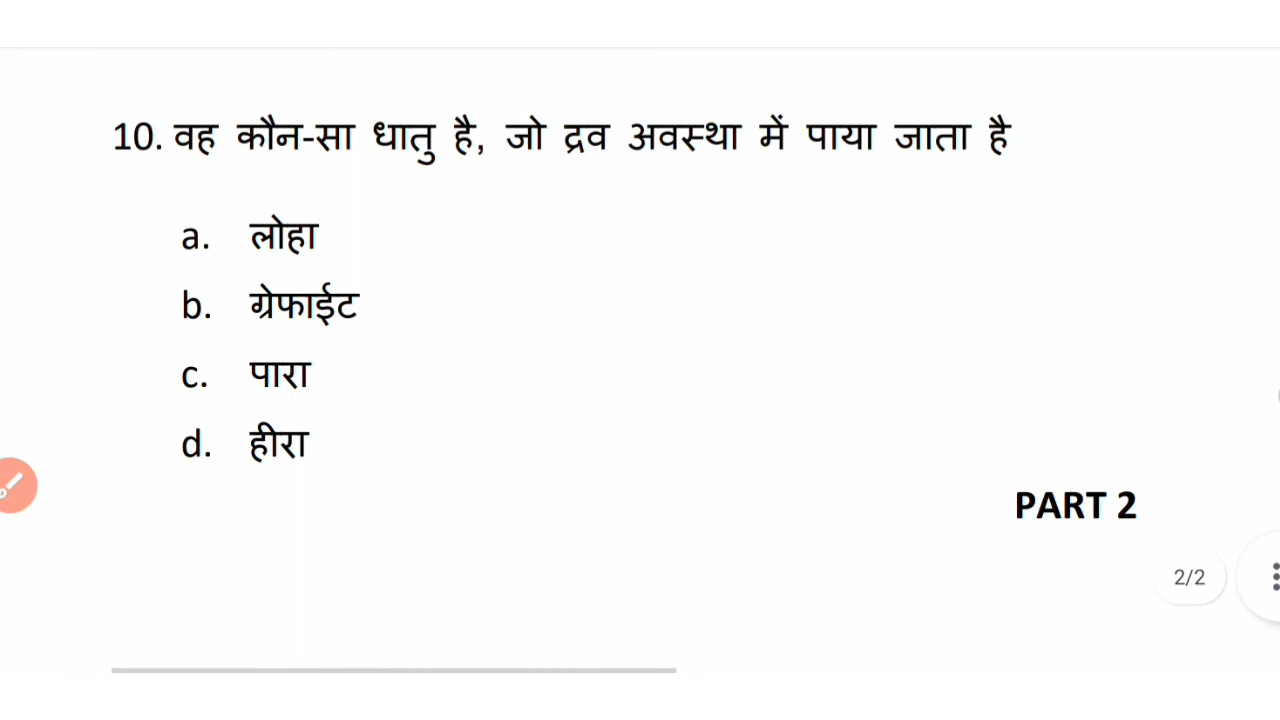 10. वह कौन-सा धातु है, जो द्रव अवस्था में पाया जाता है
a. लोहा
b. ग्रेफाईट
c. पारा
d. हीरा
PART 2
2/2